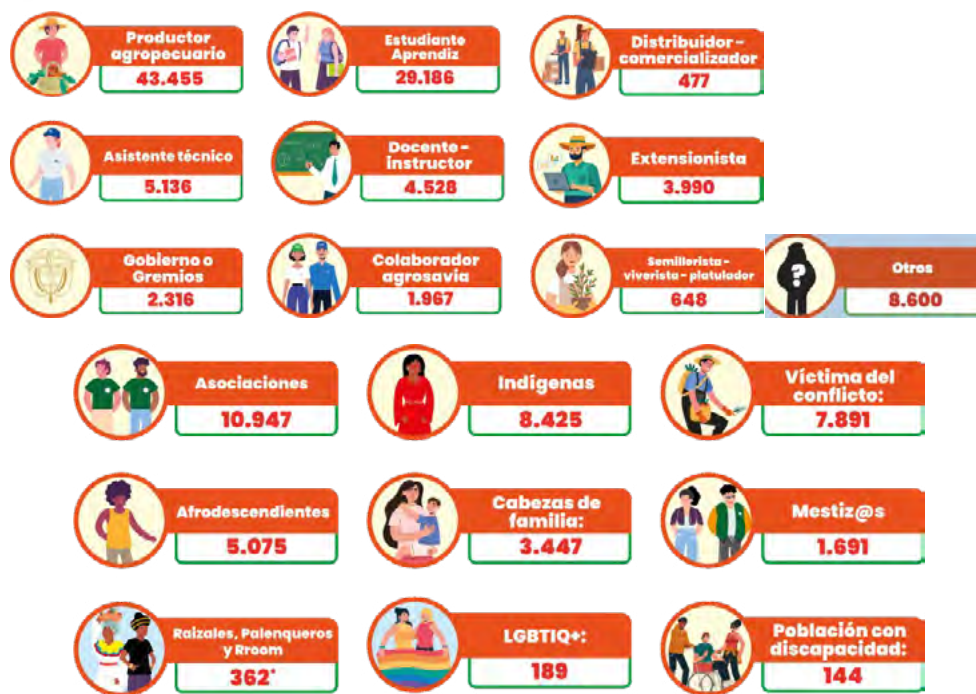 Productor
agropecuario
43.455
Estudiante
Aprendiz
29.186
Distribuidor -
comercializador
477
Asistente técnico
5.136
Docente -
instructor
4.528
Extensionista
3.990
Gobierno o
Gremios
2.316
Colaborador
agrosavia
1.967
Semillerista -
viverista - platulador
648
?
Otros
8.600
Asociaciones
10.947
Indígenas
8.425
Víctima del
conflicto:
7.891
Afrodescendientes
5.075
Cabezas de
familia:
3.447
Mestiz@s
1.691
Raizales, Palenqueros
y Rroom
362*
LGBTIQ+:
189
Población con
discapacidad:
144